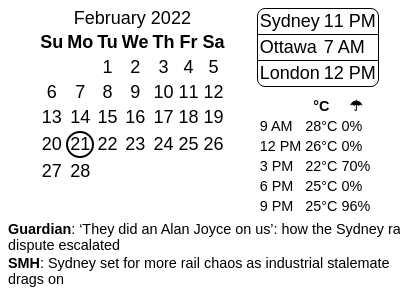 February 2022
Su Mo Tu We Th Fr Sa
1 2 3 4 5
6 7 8 9 10 11 12
13 14 15 16 17 18 19
20 21 22 23 24 25 26
27 28
Sydney 11 PM
Ottawa 7 AM
London 12 PM
°C ☂
9 AM 28°C 0%
12 PM 26°C 0%
3 PM 22°C 70%
6 PM 25°C 0%
9 PM 25°C 96%
Guardian: ‘They did an Alan Joyce on us’: how the Sydney
dispute escalated
SMH: Sydney set for more rail chaos as industrial stalemate
drags on